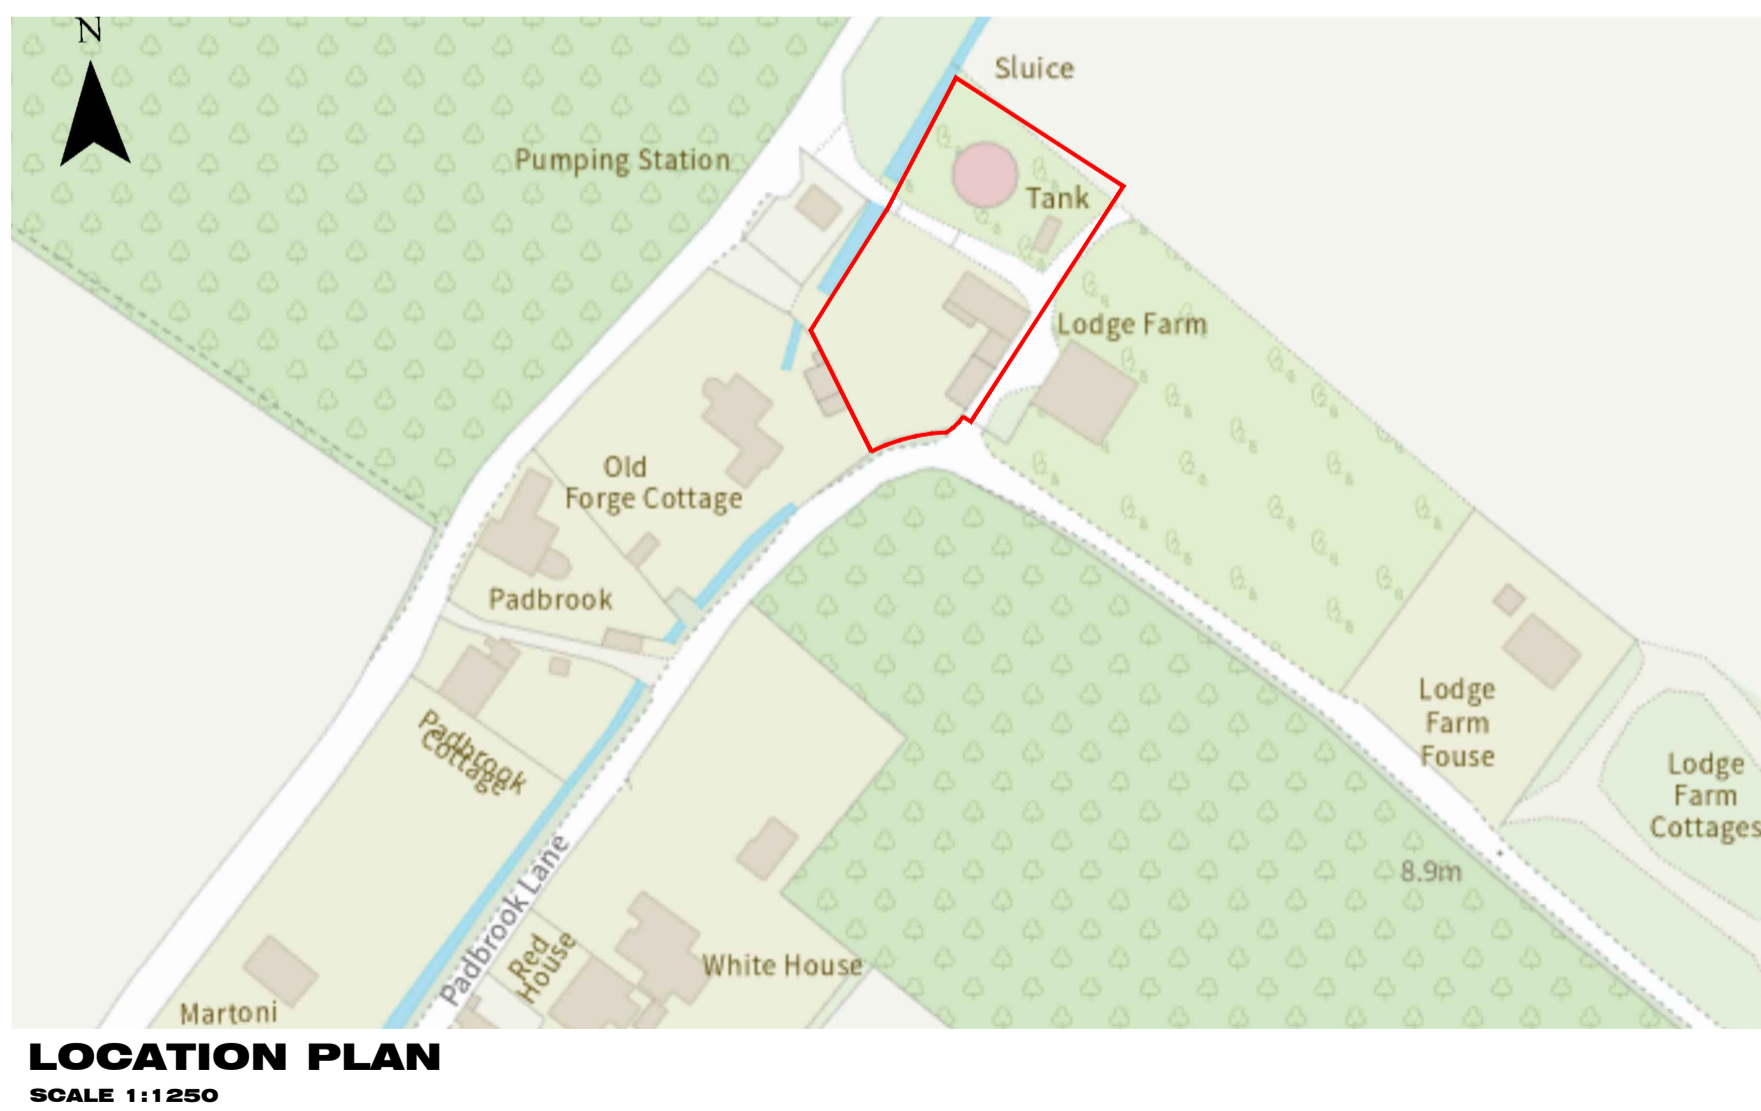 N
Sluice
Pumping Station
Tank
Lodge Farm
Old
Forge Cottage
Padbrook
Lodge
Farm
Fouse
Padbrook
Cottage
Lodge
Farm
Cottages
Padbrook Lane
8.9m
Red
House
White House
Martoni
LOCATION PLAN
SCALE 1:1250